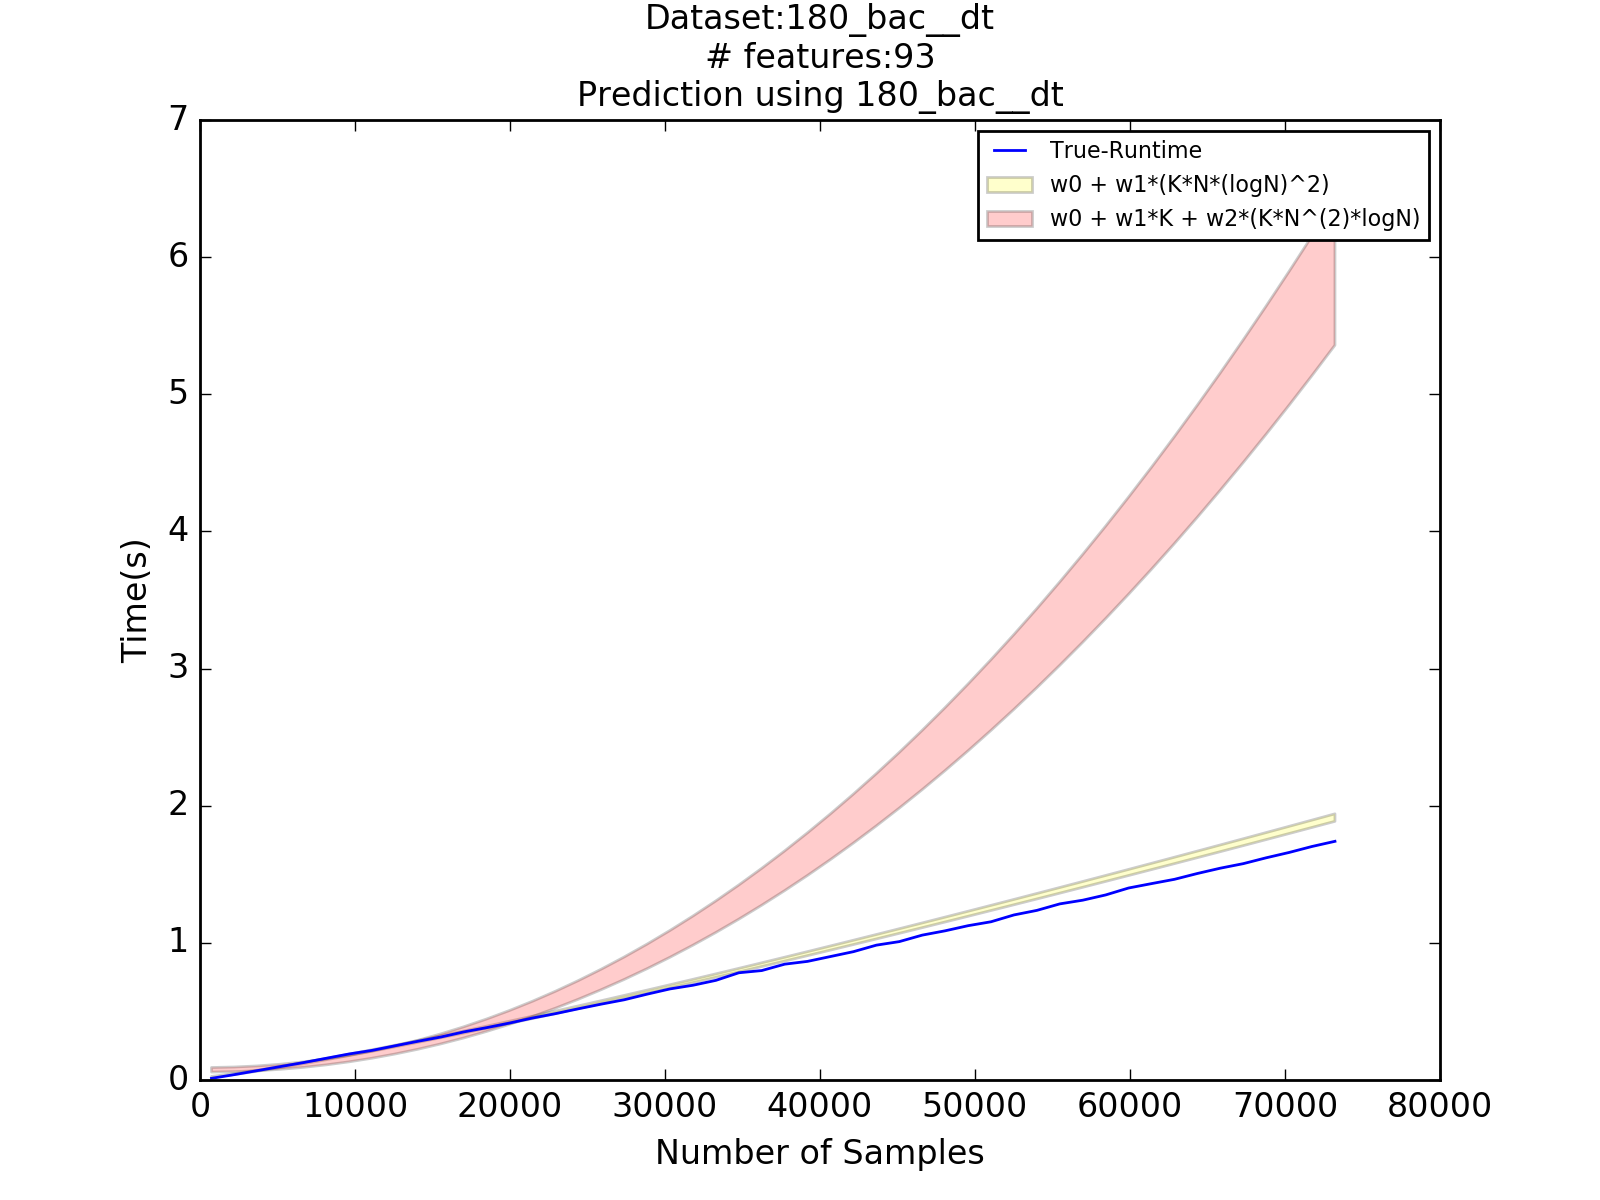 Dataset:180_bac__dt
# features:93
Prediction using 180_bac__dt
True-Runtime
w0 + w1*(K*N*(logN)^2)
w0 + w1*K + w2*(K*N^(2)*logN)
7
6
5
4
3
2
1
0
Time(s)
0 10000 20000 30000 40000 50000 60000 70000 80000
Number of Samples